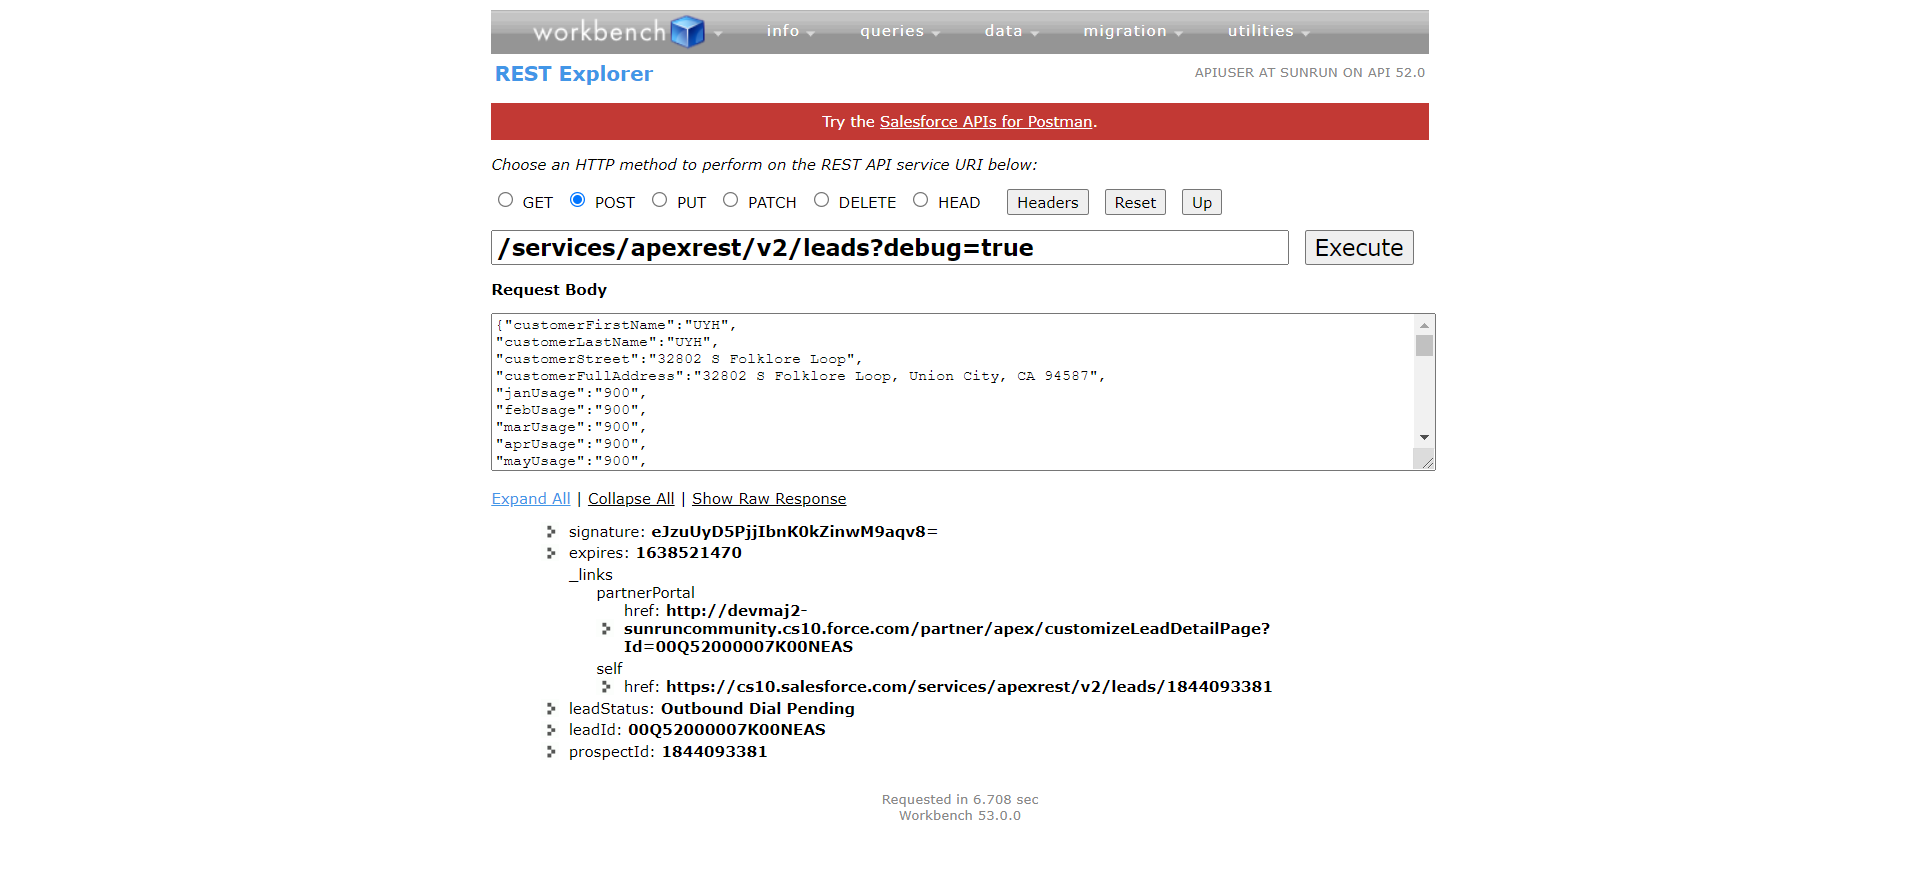 workbench info queries data migration utilities
REST Explorer
APIUSER AT SUNRUN ON API 52.0
Try the Salesforce APIs for Postman.
Choose an HTTP method to perform on the REST API service URI below:
GET POST PUT PATCH DELETE HEAD Headers Reset Up
/services/apexrest/v2/leads?debug=true Execute
Request Body
{"customerFirstName":"UYH",
"customerLastName":"UYH",
"customerStreet":"32802 S Folklore Loop",
"customerFullAddress":"32802 S Folklore Loop, Union City, CA 94587",
"janUsage":"900",
"febUsage":"900",
"marUsage":"900",
"aprUsage":"900",
"mayUsage":"900",
Expand All | Collapse All | Show Raw Response
signature: eJzuUyD5PjjIbnK0kZinwM9aqv8=
expires: 1638521470
_links
partnerPortal
href: http://devmaj2-
sunruncommunity.cs10.force.com/partner/apex/customizeLeadDetailPage?
Id=00Q52000007K00NEAS
self
href: https://cs10.salesforce.com/services/apexrest/v2/leads/1844093381
leadStatus: Outbound Dial Pending
leadId: 00Q52000007K00NEAS
prospectId: 1844093381
Requested in 6.708 sec
Workbench 53.0.0